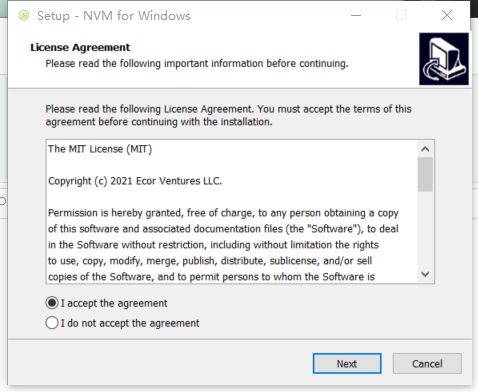 Setup - NVM for Windows
License Agreement
Please read the following important information before continuing.
Please read the following License Agreement. You must accept the terms of this
agreement before continuing with the installation.
The MIT License (MIT)
Copyright (c) 2021 Ecor Ventures LLC.
Permission is hereby granted, free of charge, to any person obtaining a copy
of this software and associated documentation files (the "Software"), to deal
in the Software without restriction, including without limitation the rights
to use, copy, modify, merge, publish, distribute, sublicense, and/or sell
copies of the Software, and to permit persons to whom the Software is
I accept the agreement
I do not accept the agreement
Next
Cancel